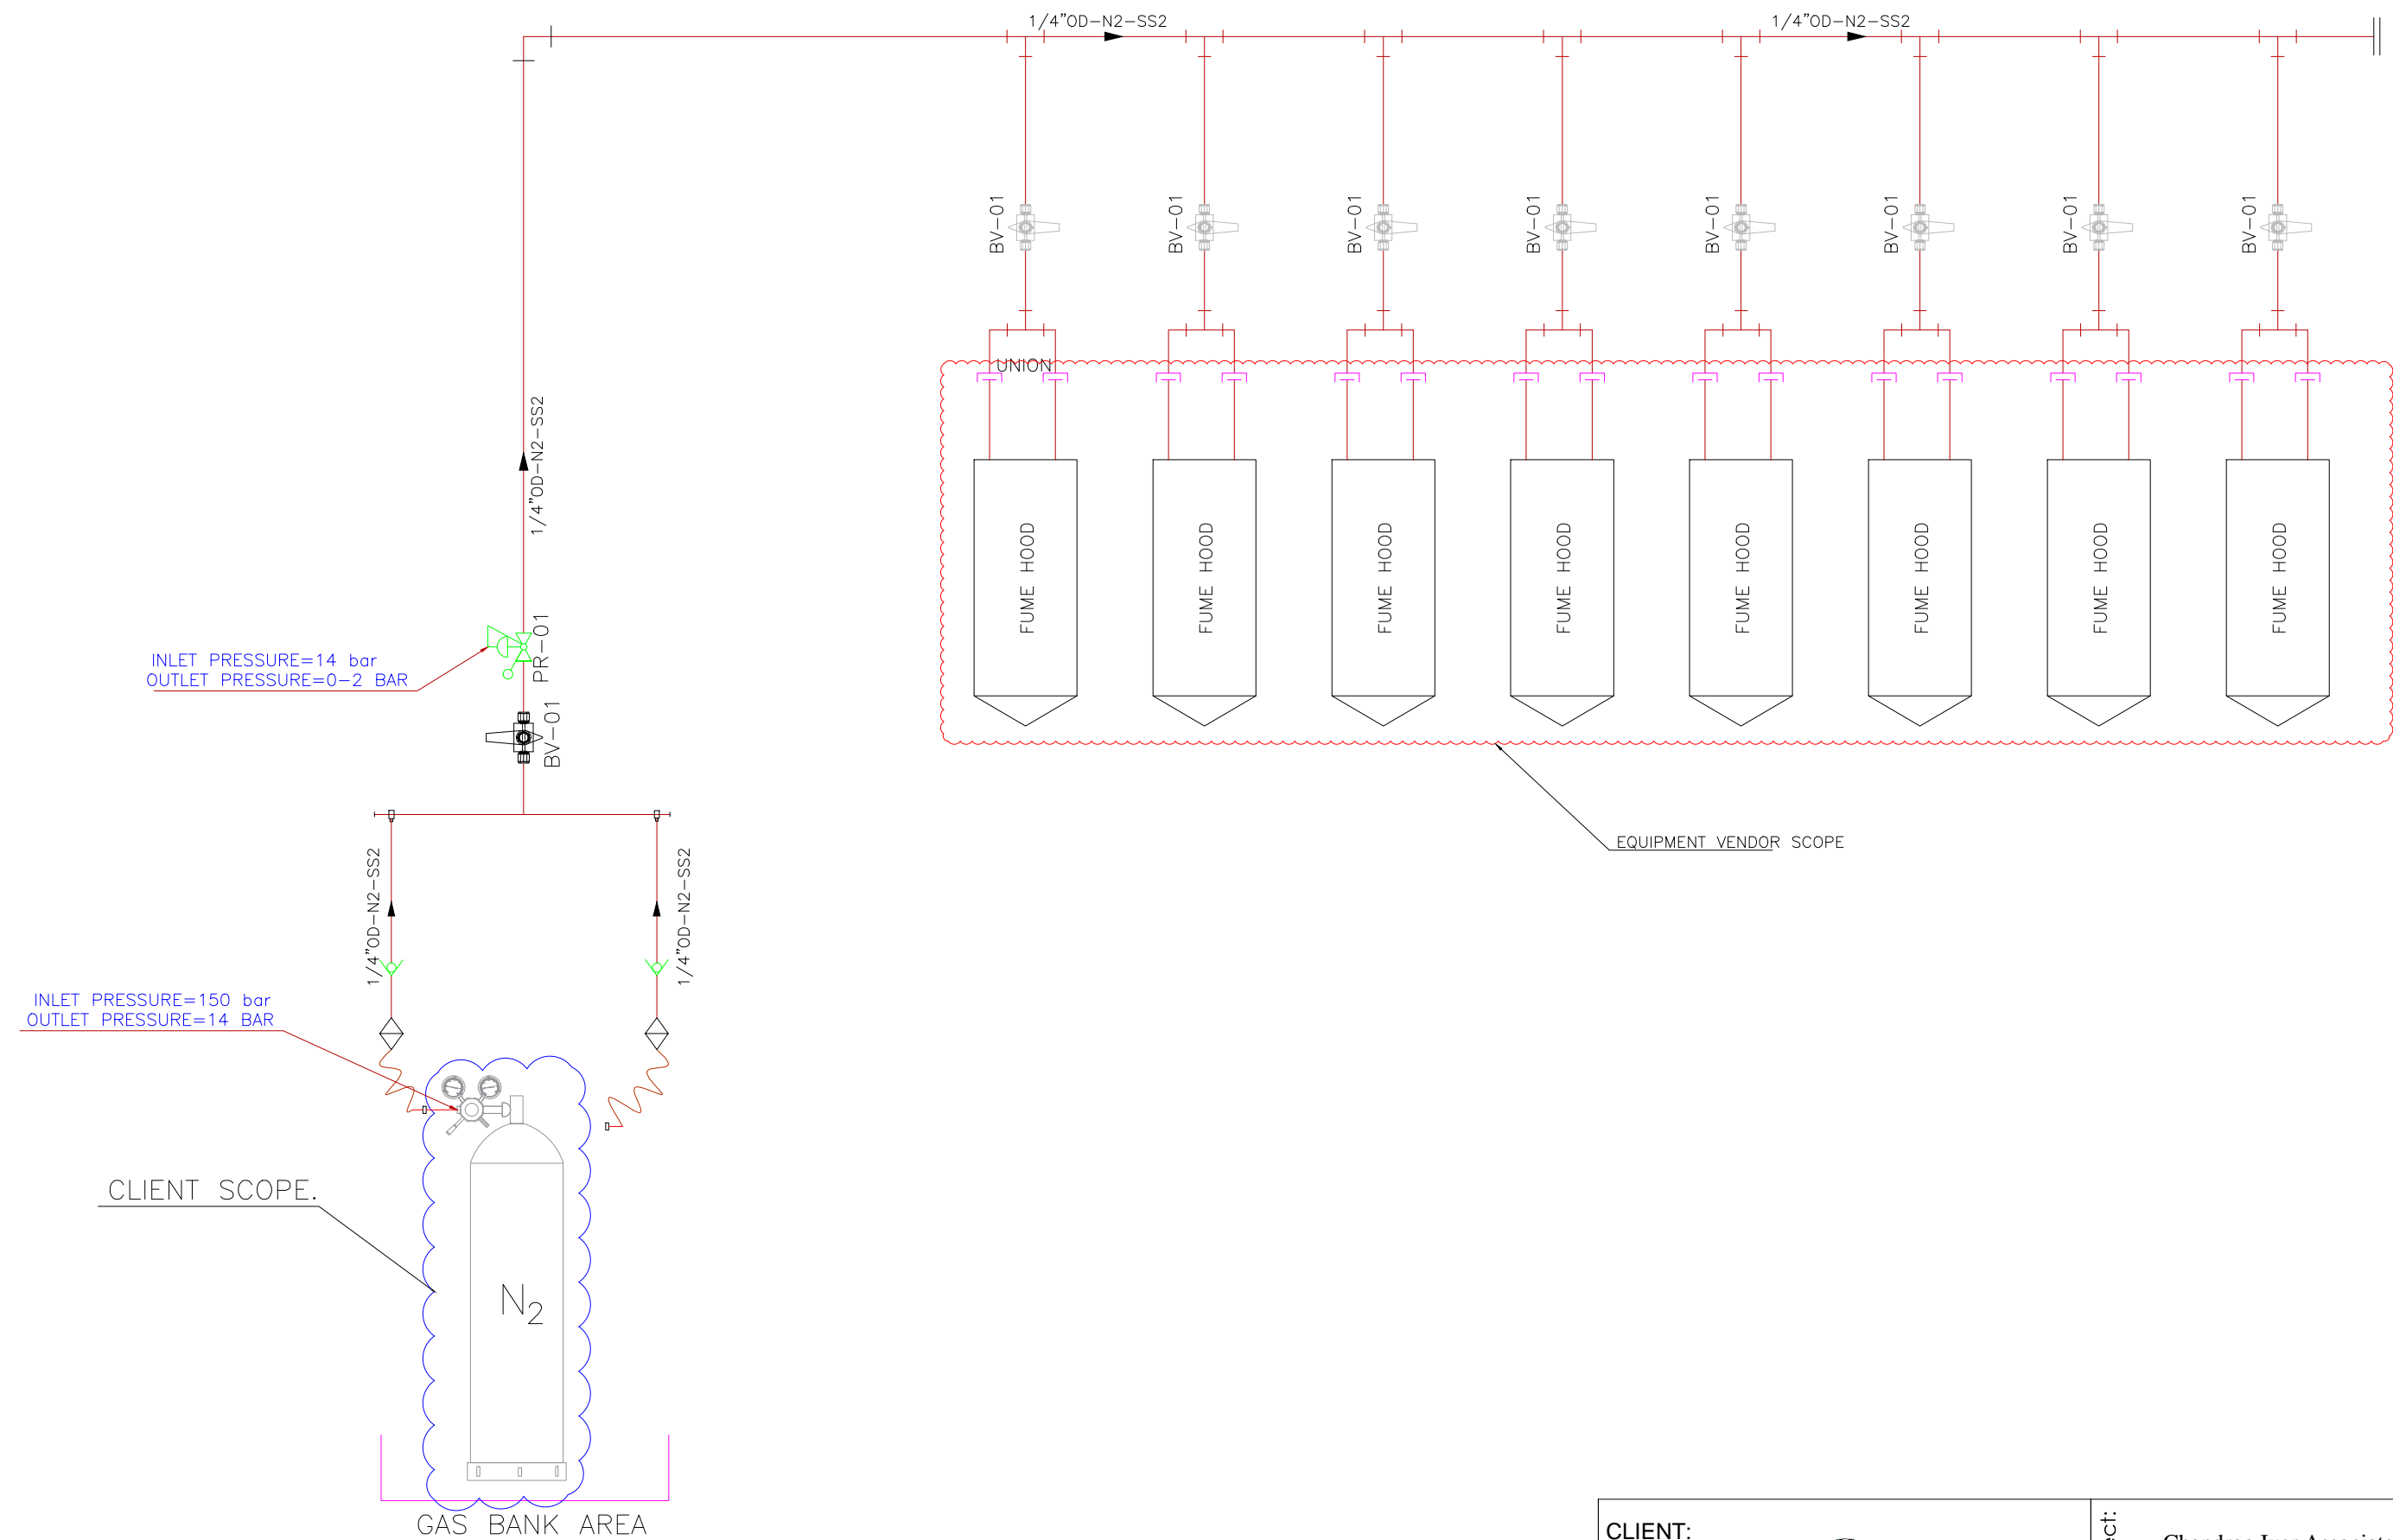 1/4"OD-N2-SS2
1/4"OD-N2-SS2
BV-01
BV-01
BV-01
BV-01
BV-01
BV-01
BV-01
BV-01
UNION
1/4"OD-N2-SS2
FUME HOOD
FUME HOOD
FUME HOOD
FUME HOOD
FUME HOOD
FUME HOOD
FUME HOOD
FUME HOOD
PR-01
INLET PRESSURE=14 bar
OUTLET PRESSURE=0-2 BAR
BV-01
EQUIPMENT VENDOR SCOPE
1/4"OD-N2-SS2
1/4"OD-N2-SS2
INLET PRESSURE=150 bar
OUTLET PRESSURE=14 BAR
CLIENT SCOPE.
N2
GAS BANK AREA
CLIENT: